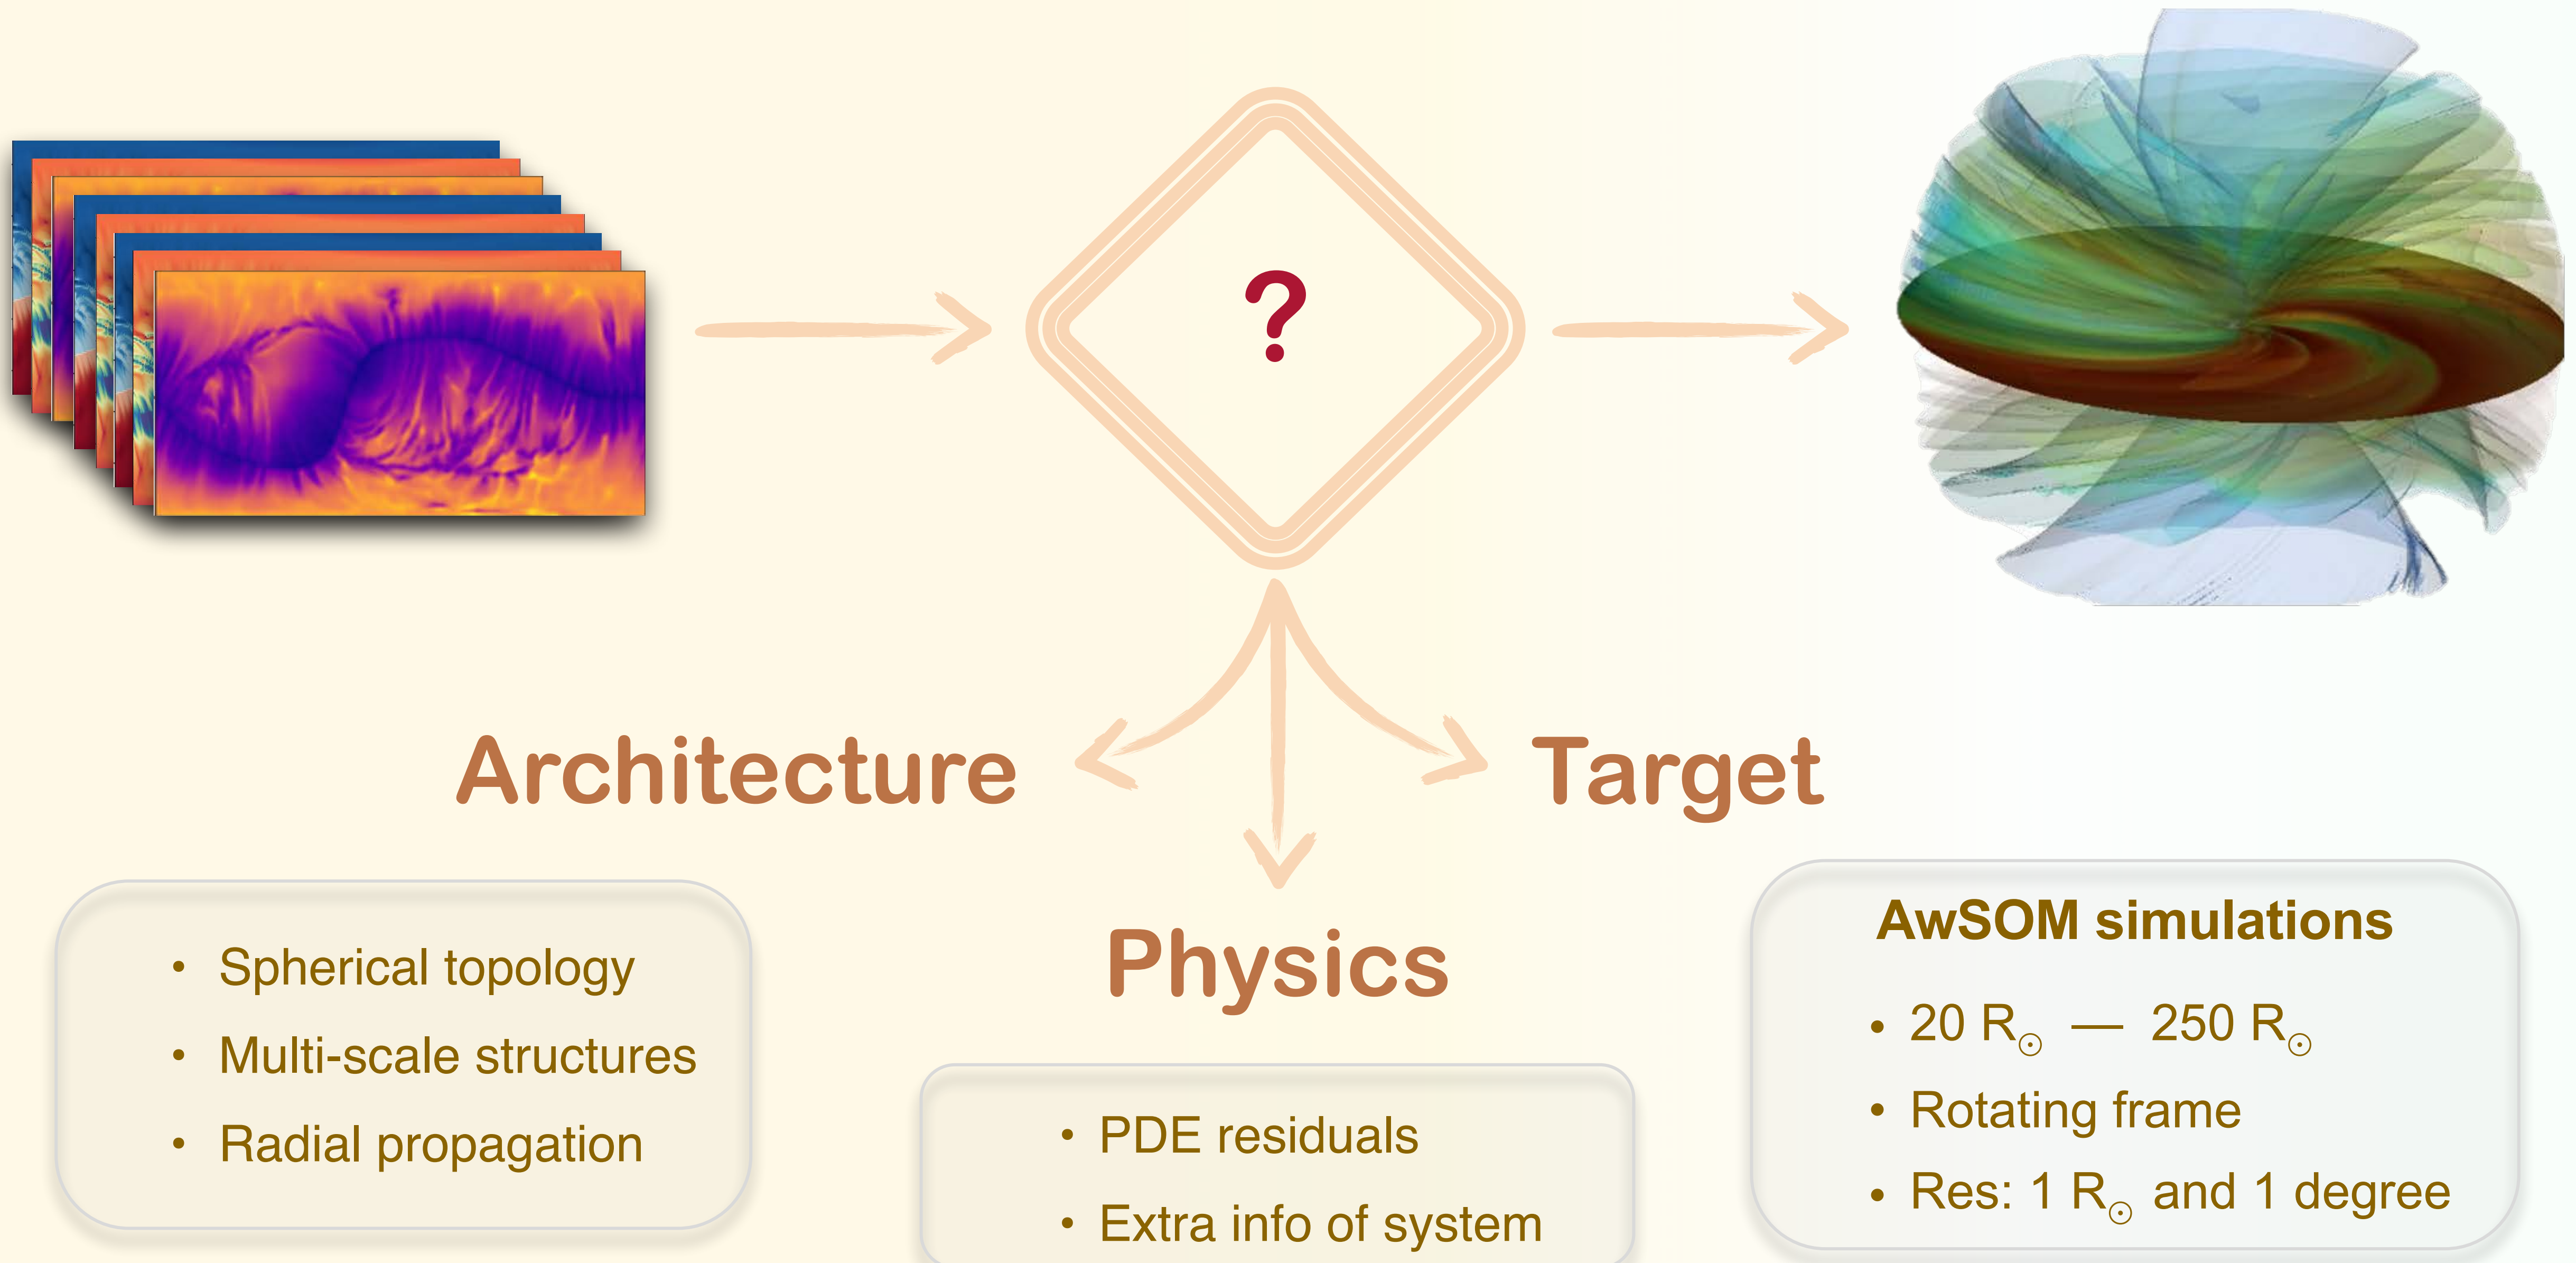 ?
Architecture
Target
Physics
• Spherical topology
• Multi-scale structures
• Radial propagation
• PDE residuals
• Extra info of system
AwSOM simulations
• 20 R☉ — 250 R☉
• Rotating frame
• Res: 1 R☉ and 1 degree